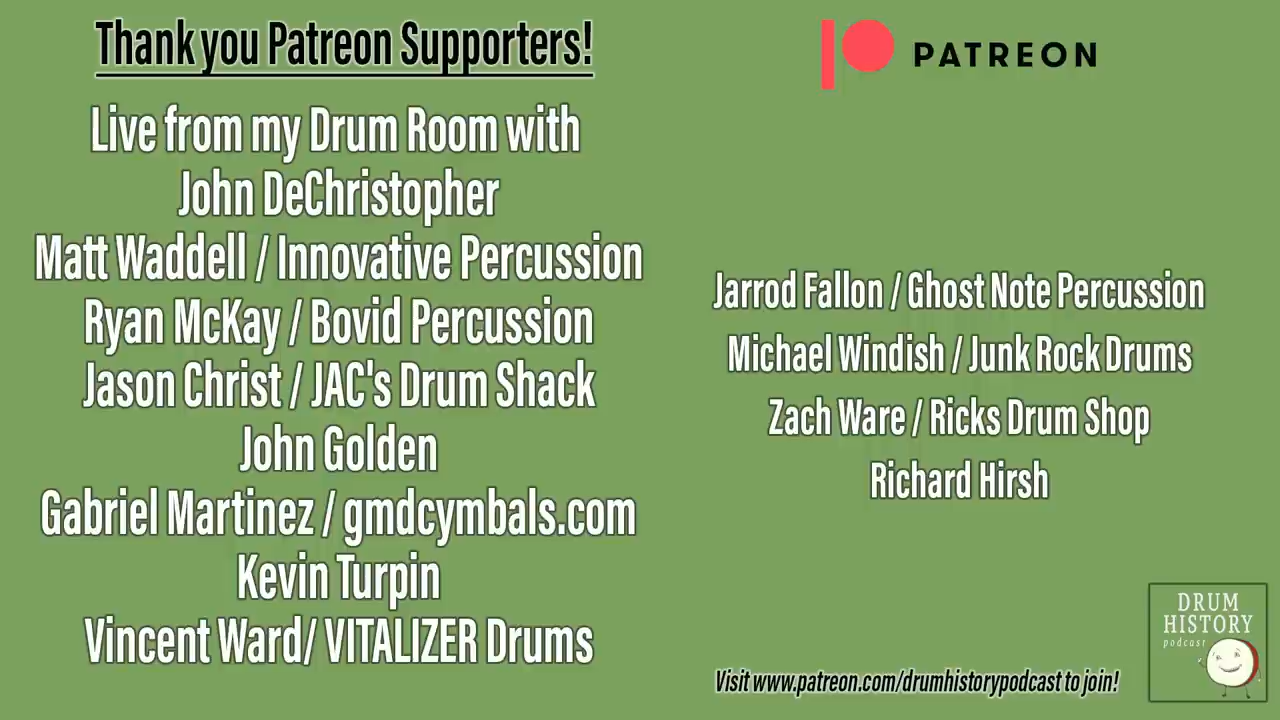 Thank you Patreon Supporters!
Live from my Drum Room with
John DeChristopher
Matt Waddell / Innovative Percussion
Ryan McKay / Bovid Percussion
Jason Christ / JAC's Drum Shack
John Golden
Gabriel Martinez / gmdcymbals.com
Kevin Turpin
Vincent Ward/ VITALIZER Drums
PATREON
Jarrod Fallon / Ghost Note Percussion
Michael Windish / Junk Rock Drums
Zach Ware / Ricks Drum Shop
Richard Hirsh
Visit www.patreon.com/drumhistorypodcast to join!
DRUM
HISTORY
podcast